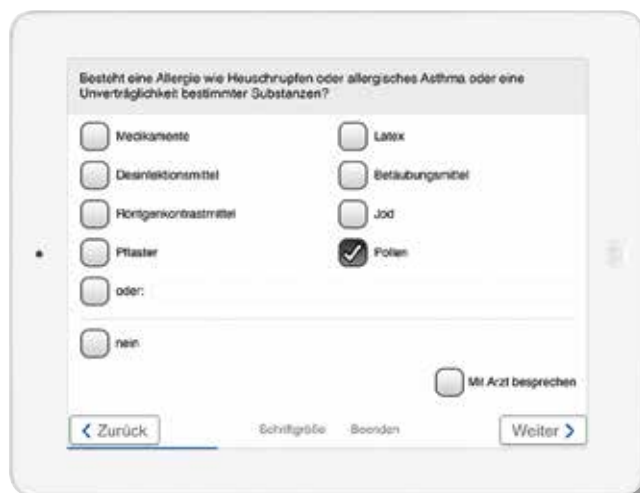 Besteht eine Allergie wie Heuschnupfen oder allergisches Asthma oder eine
Unverträglichkeit bestimmter Substanzen?
Medikamente
Latex
Desinfektionsmittel
Betäubungsmittel
Röntgenkontrastmittel
Jod
Pflaster
Pollen
oder:
nein
Mit Arzt besprechen
Zurück
Schriftgröße
Beenden
Weiter